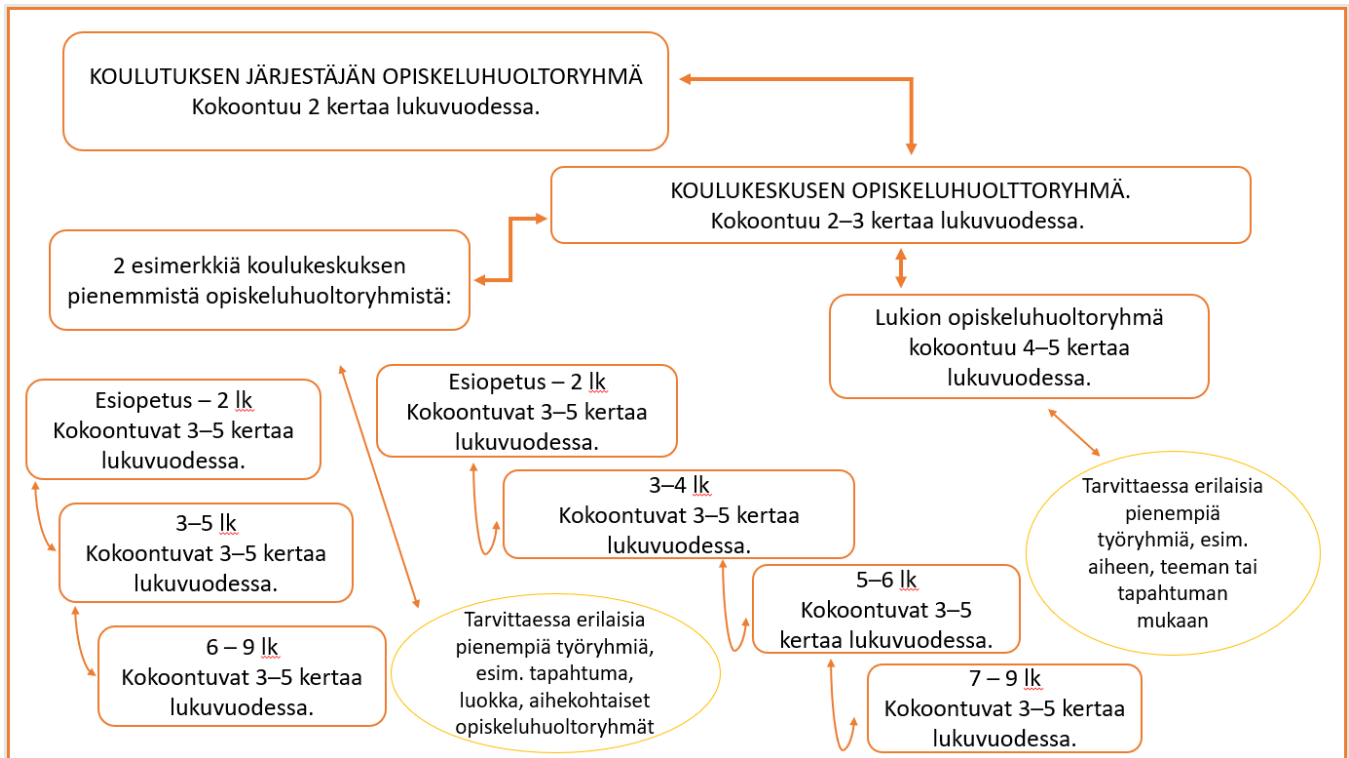 KOULUTUKSEN JÄRJESTÄJÄN OPISKELUHUOLTORYHMÄ
Kokoontuu 2 kertaa lukuvuodessa.
KOULUKESKUSEN OPISKELUHUOLTTORYHMÄ.
Kokoontuu 2–3 kertaa lukuvuodessa.
2 esimerkkiä koulukeskuksen
pienemmistä opiskeluhuoltoryhmistä:
Lukion opiskeluhuoltoryhmä
kokoontuu 4–5 kertaa
lukuvuodessa.
Esiopetus – 2 lk
Kokoontuvat 3–5 kertaa
lukuvuodessa.
3–5 lk
Kokoontuvat 3–5 kertaa
lukuvuodessa.
6 – 9 lk
Kokoontuvat 3–5 kertaa
lukuvuodessa.
Esiopetus – 2 lk
Kokoontuvat 3–5 kertaa
lukuvuodessa.
3–4 lk
Kokoontuvat 3–5 kertaa
lukuvuodessa.
5–6 lk
Kokoontuvat 3–5
kertaa lukuvuodessa.
7 – 9 lk
Kokoontuvat 3–5 kertaa
lukuvuodessa.
Tarvittaessa erilaisia
pienempiä työryhmiä,
esim. tapahtuma,
luokka, aihekohtaiset
opiskeluhuoltoryhmät
Tarvittaessa erilaisia
pienempiä
työryhmiä, esim.
aiheen, teeman tai
tapahtuman
mukaan